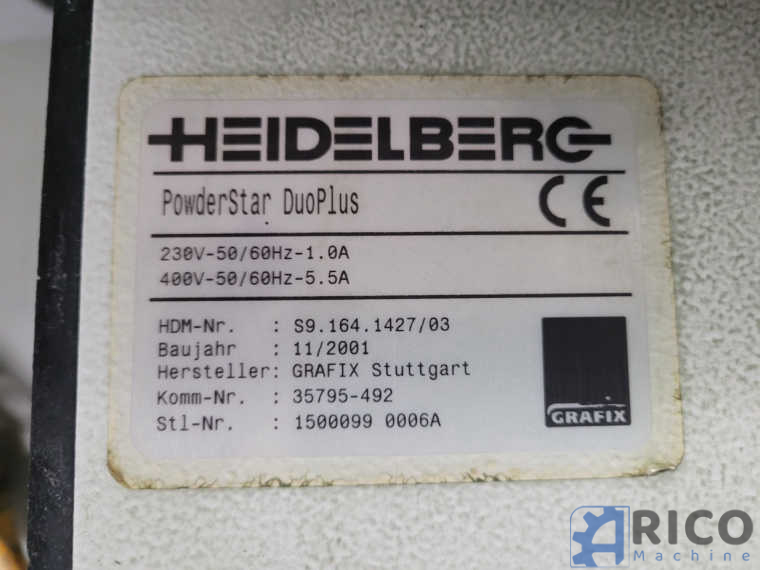 HEIDELBERG
PowderStar DuoPlus
CE
230V-50/60Hz-1.0A
400V-50/60Hz-5.5A
HDM-Nr. : S9.164.1427/03
Baujahr : 11/2001
Hersteller: GRAFIX Stuttgart
Komm-Nr. : 35795-492
Stl-Nr. : 1500099 0006A
GRAFIX
ARICO
Machine